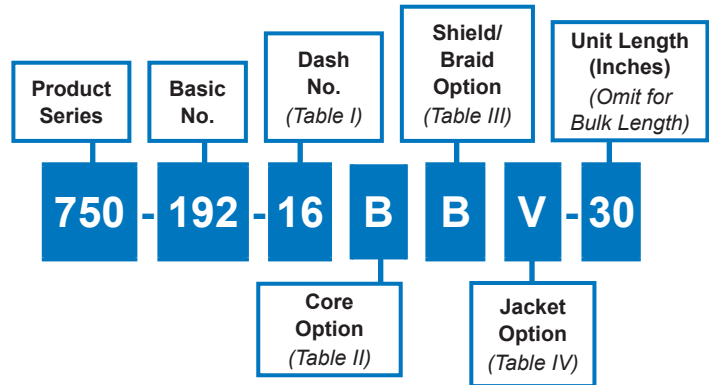 Product
Series
Basic
No.
Dash
No.
(Table I)
Shield/
Braid
Option
(Table III)
Unit Length
(Inches)
(Omit for
Bulk Length)
750 - 192 - 16 B B V - 30
Core
Option
(Table II)
Jacket
Option
(Table IV)